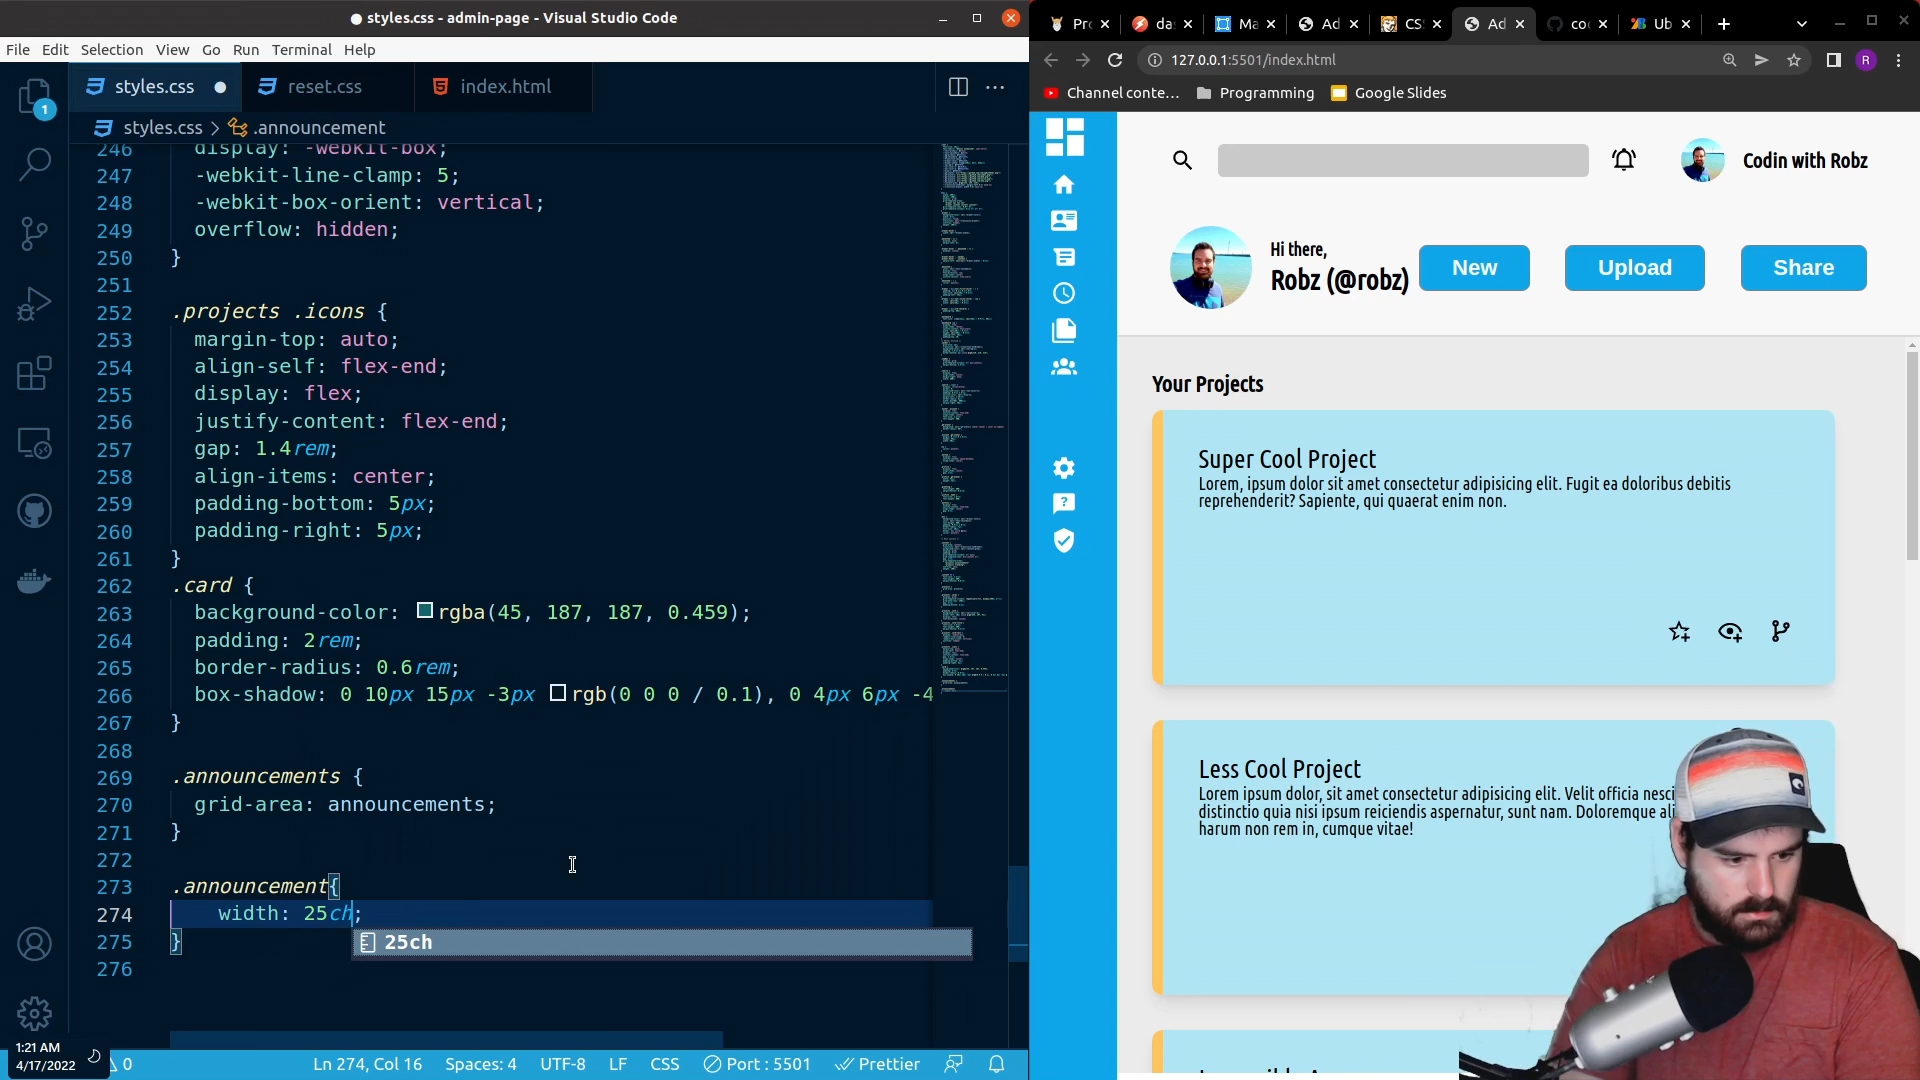 styles.css - admin-page - Visual Studio Code
File Edit Selection View Go Run Terminal Help
styles.css
reset.css
index.html
styles.css > .announcement
246 display: -webkit-box;
247 -webkit-line-clamp: 5;
248 -webkit-box-orient: vertical;
249 overflow: hidden;
250 }
251
252 .projects .icons {
253 margin-top: auto;
254 align-self: flex-end;
255 display: flex;
256 justify-content: flex-end;
257 gap: 1.4rem;
258 align-items: center;
259 padding-bottom: 5px;
260 padding-right: 5px;
261 }
262 .card {
263 background-color: rgba(45, 187, 187, 0.459);
264 padding: 2rem;
265 border-radius: 0.6rem;
266 box-shadow: 0 10px 15px -3px rgb(0 0 0 / 0.1), 0 4px 6px -4
267 }
268
269 .announcements {
270 grid-area: announcements;
271 }
272
273 .announcement{
274 width: 25ch;
275 }
25ch
276
1
1:21 AM
4/17/2022
0
Ln 274, Col 16
Spaces: 4
UTF-8
LF
CSS
Port : 5501
Prettier
Pro
da
Ma
Ad
CSS
Ad
coc
Ub
127.0.0.1:5501/index.html
R
Channel conte...
Programming
Google Slides
Codin with Robz
Hi there,
Robz (@robz)
New
Upload
Share
Your Projects
Super Cool Project
Lorem, ipsum dolor sit amet consectetur adipisicing elit. Fugit ea doloribus debitis
reprehenderit? Sapiente, qui quaerat enim non.
Less Cool Project
Lorem ipsum dolor, sit amet consectetur adipisicing elit. Velit officia nesci
distinctio quia nisi ipsum reiciendis aspernatur, sunt nam. Doloremque ali
harum non rem in, cumque vitae!